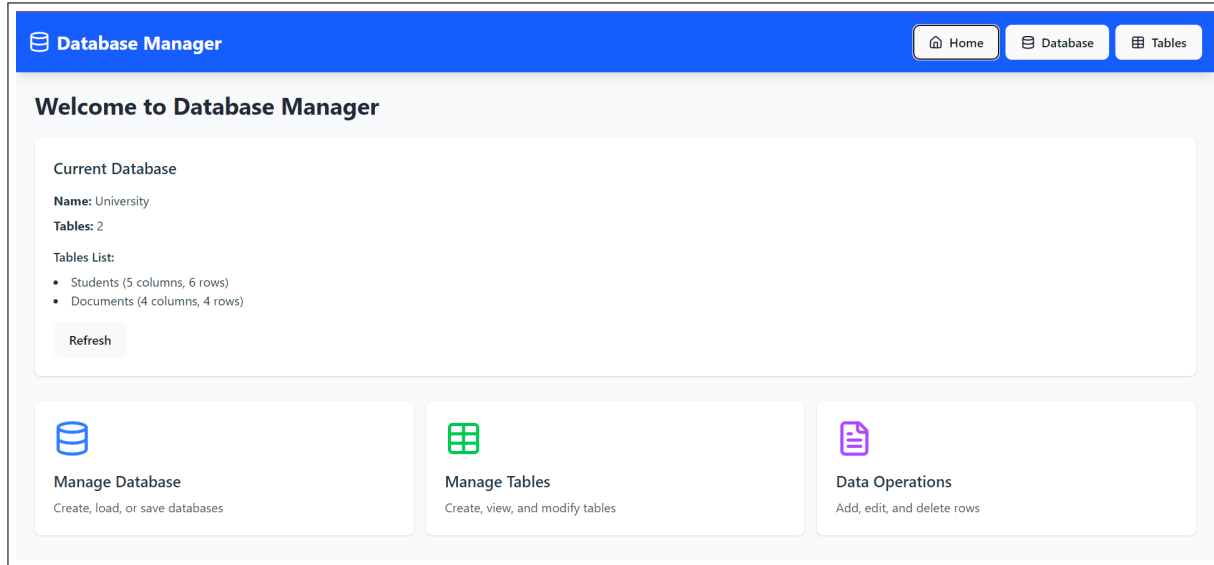 Database Manager
Home
Database
Tables
Welcome to Database Manager
Current Database
Name: University
Tables: 2
Tables List:
• Students (5 columns, 6 rows)
• Documents (4 columns, 4 rows)
Refresh
Manage Database
Create, load, or save databases
Manage Tables
Create, view, and modify tables
Data Operations
Add, edit, and delete rows